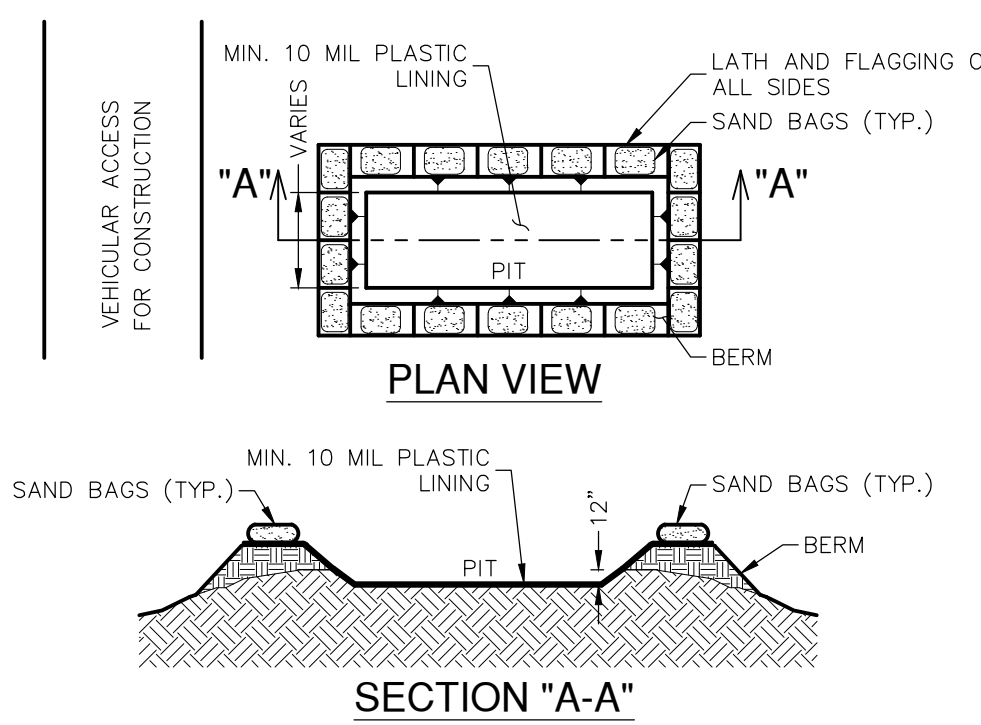 MIN. 10 MIL PLASTIC
LINING
LATH AND FLAGGING
ALL SIDES
SAND BAGS (TYP.)
VARIES
VEHICULAR ACCESS
FOR CONSTRUCTION
"A"
"A"
PIT
BERM
PLAN VIEW
MIN. 10 MIL PLASTIC
LINING
SAND BAGS (TYP.)
SAND BAGS (TYP.)
12"
BERM
PIT
SECTION "A-A"